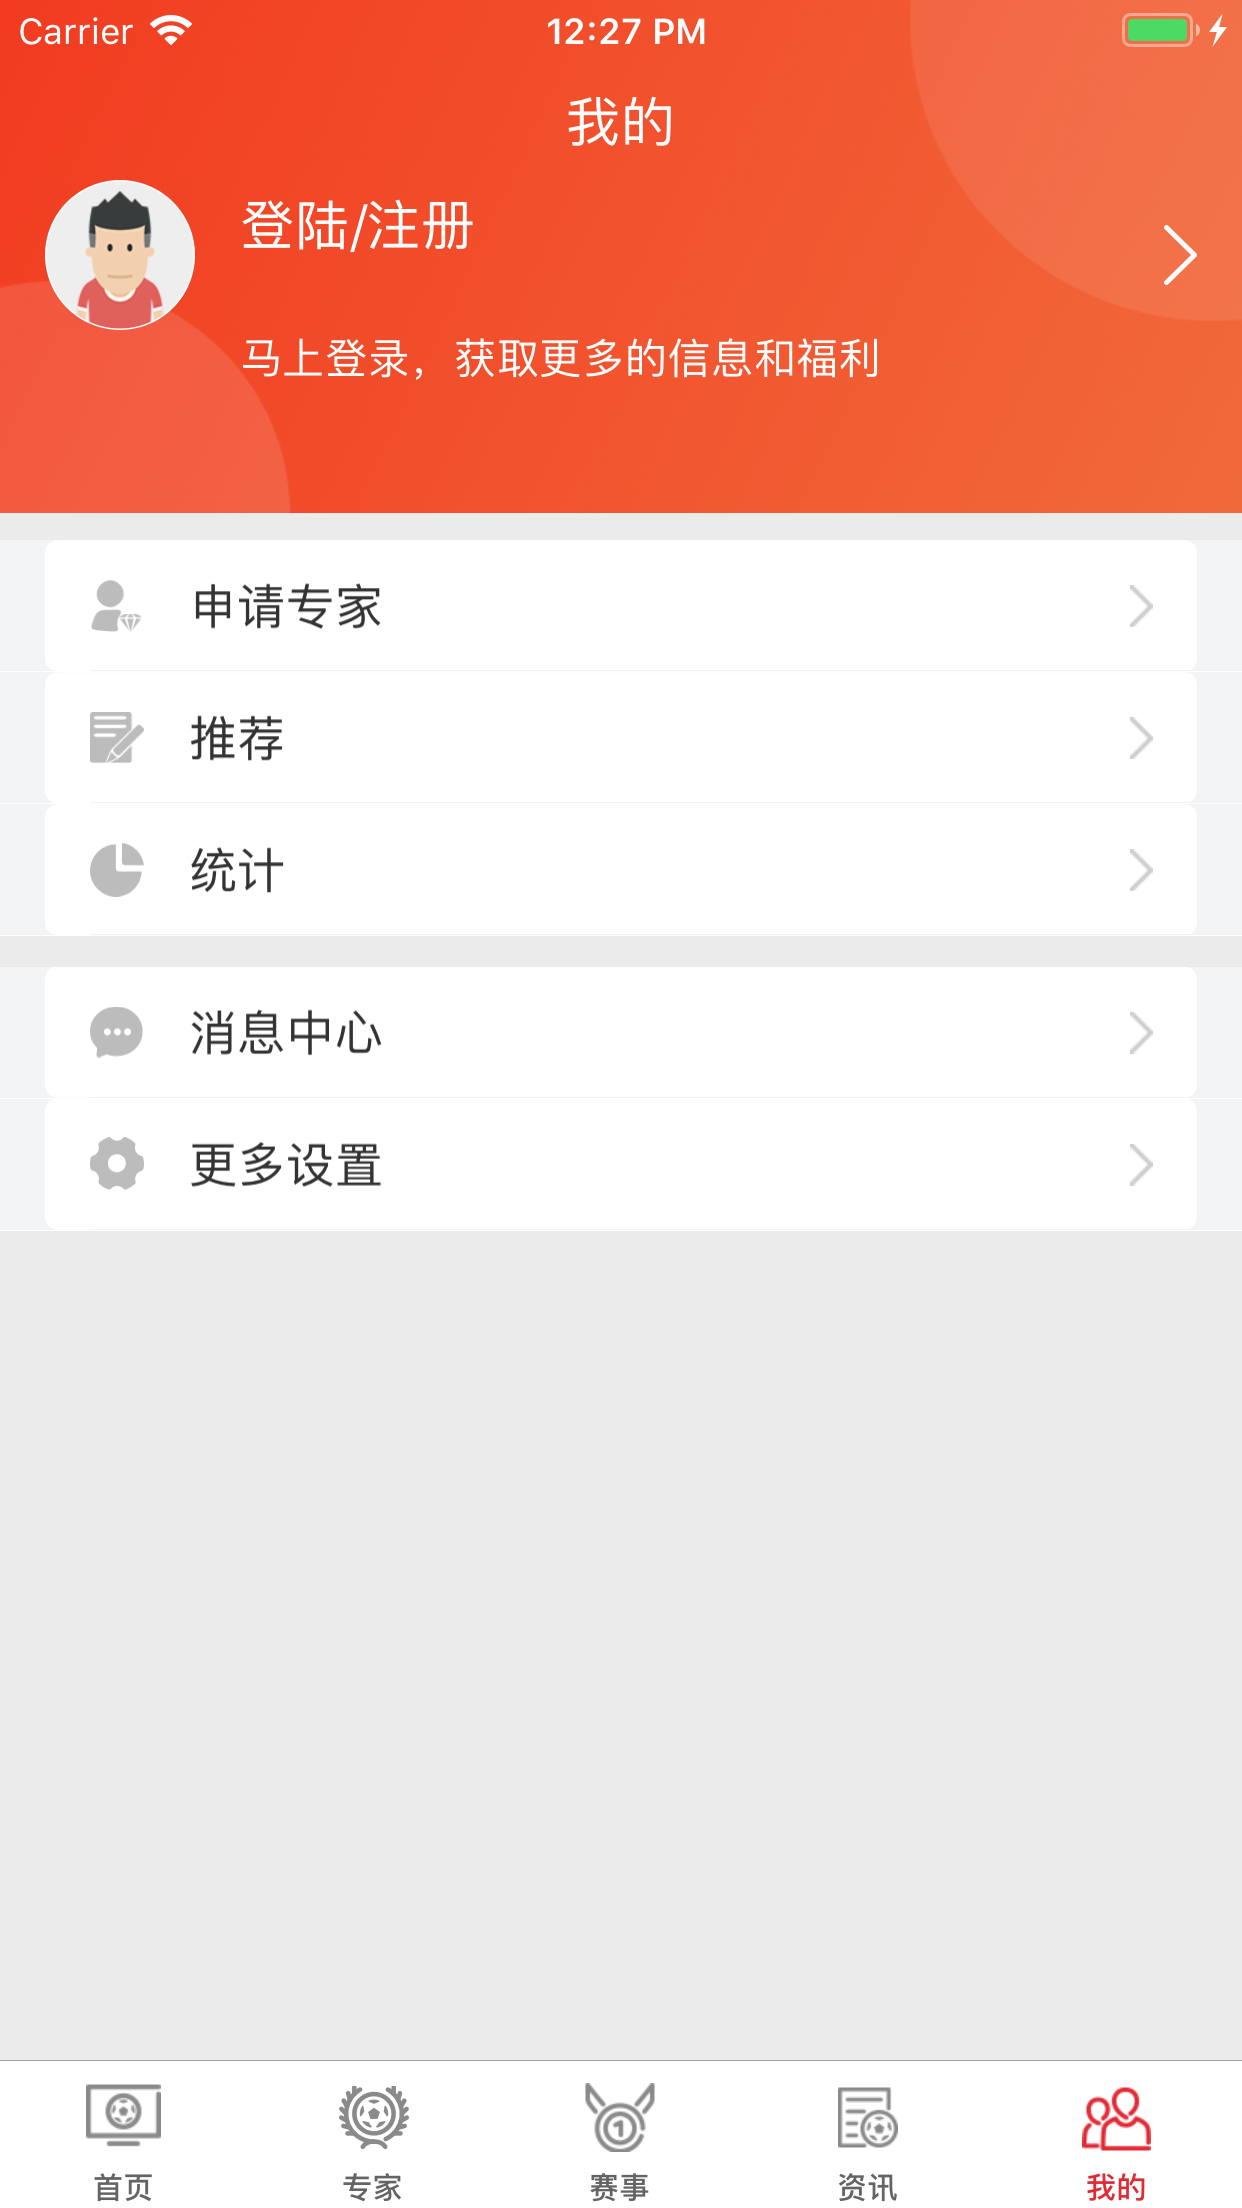 Carrier 12:27 PM
我的
登陆/注册
马上登录，获取更多的信息和福利
申请专家
推荐
统计
消息中心
更多设置
首页 专家 赛事 资讯 我的